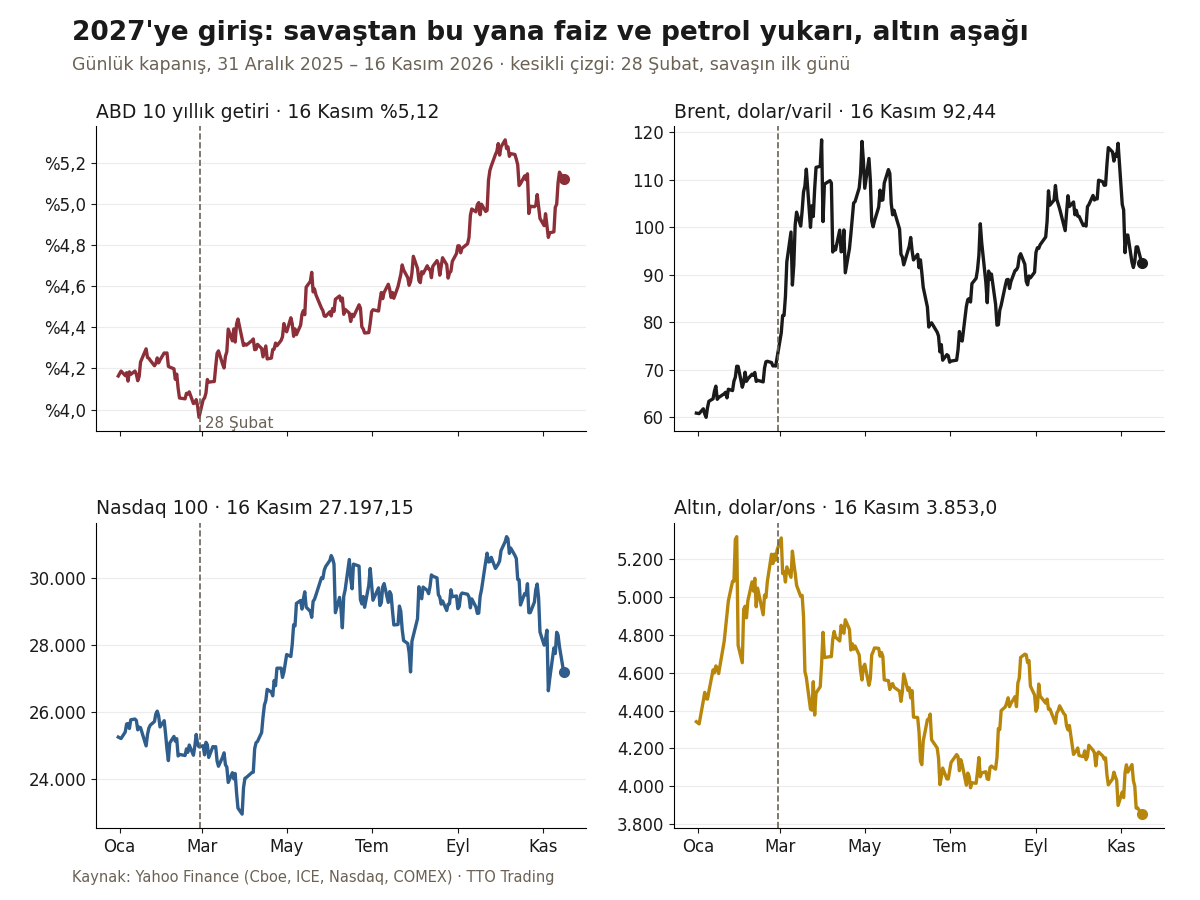 2027'ye giriş: savaştan bu yana faiz ve petrol yukarı, altın aşağı
Günlük kapanış, 31 Aralık 2025 – 16 Kasım 2026 · kesikli çizgi: 28 Şubat, savaşın ilk günü
ABD 10 yıllık getiri · 16 Kasım %5,12
%5,2
%5,0
%4,8
%4,6
%4,4
%4,2
%4,0
28 Şubat
Brent, dolar/varil · 16 Kasım 92,44
120
110
100
90
80
70
60
Nasdaq 100 · 16 Kasım 27.197,15
30.000
28.000
26.000
24.000
Oca Mar May Tem Eyl Kas
Altın, dolar/ons · 16 Kasım 3.853,0
5.200
5.000
4.800
4.600
4.400
4.200
4.000
3.800
Oca Mar May Tem Eyl Kas
Kaynak: Yahoo Finance (Cboe, ICE, Nasdaq, COMEX) · TTO Trading